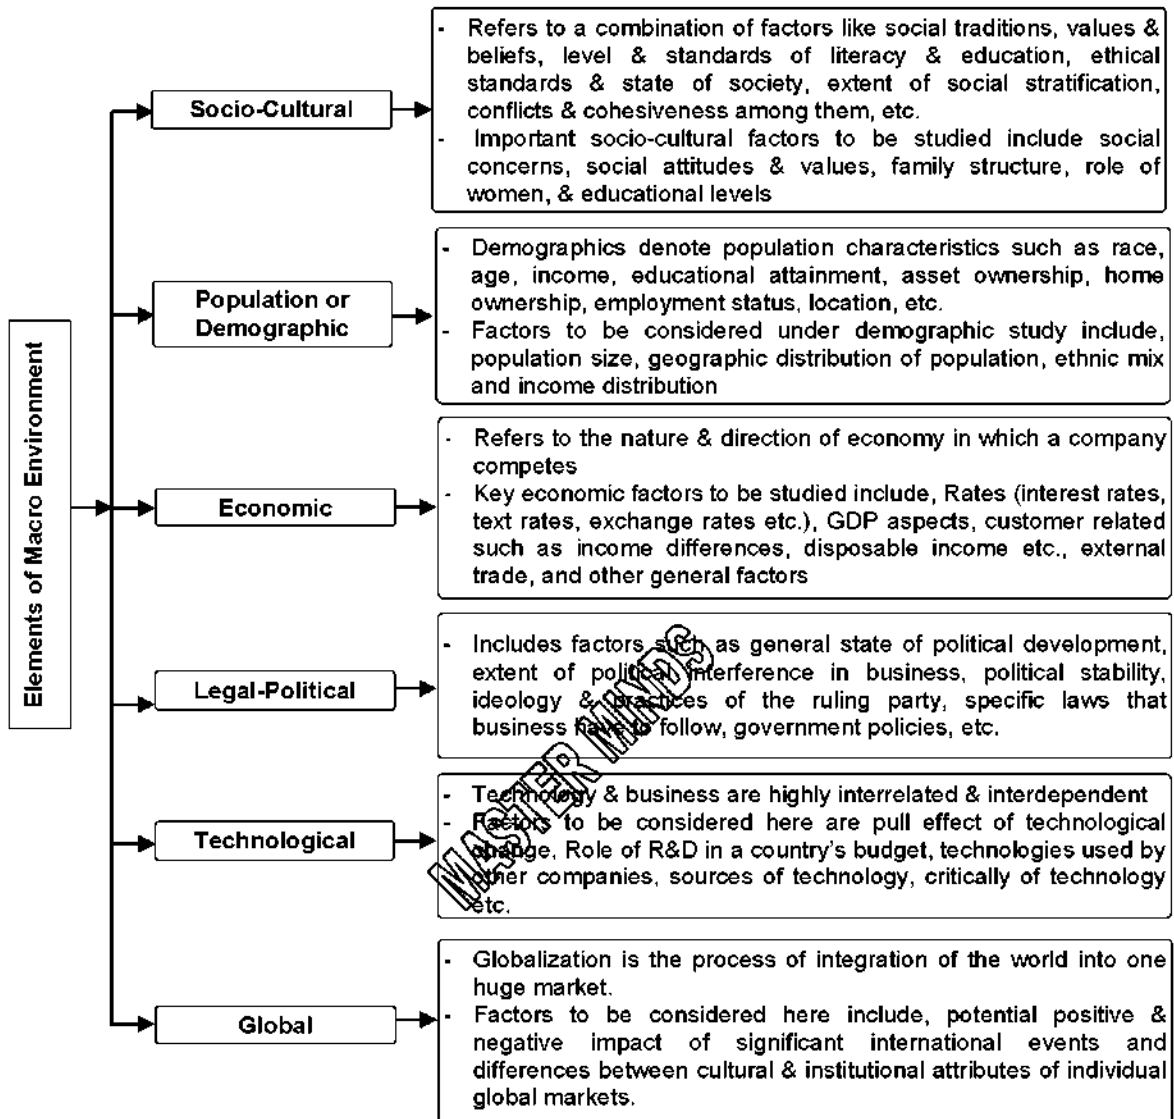 Elements of Macro Environment
Socio-Cultural
- Refers to a combination of factors like social traditions, values &
beliefs, level & standards of literacy & education, ethical
standards & state of society, extent of social stratification,
conflicts & cohesiveness among them, etc.
- Important socio-cultural factors to be studied include social
concerns, social attitudes & values, family structure, role of
women, & educational levels
Population or
Demographic
- Demographics denote population characteristics such as race,
age, income, educational attainment, asset ownership, home
ownership, employment status, location, etc.
- Factors to be considered under demographic study include,
population size, geographic distribution of population, ethnic mix
and income distribution
Economic
- Refers to the nature & direction of economy in which a company
competes
- Key economic factors to be studied include, Rates (interest rates,
text rates, exchange rates etc.), GDP aspects, customer related
such as income differences, disposable income etc., external
trade, and other general factors
Legal-Political
- Includes factors such as general state of political development,
extent of political interference in business, political stability,
ideology & practices of the ruling party, specific laws that
business have to follow, government policies, etc.
Technological
- Technology & business are highly interrelated & interdependent
- Factors to be considered here are pull effect of technological
change, Role of R&D in a country's budget, technologies used by
other companies, sources of technology, critically of technology
etc.
Global
- Globalization is the process of integration of the world into one
huge market.
- Factors to be considered here include, potential positive &
negative impact of significant international events and
differences between cultural & institutional attributes of individual
global markets.
MASTER MINDS